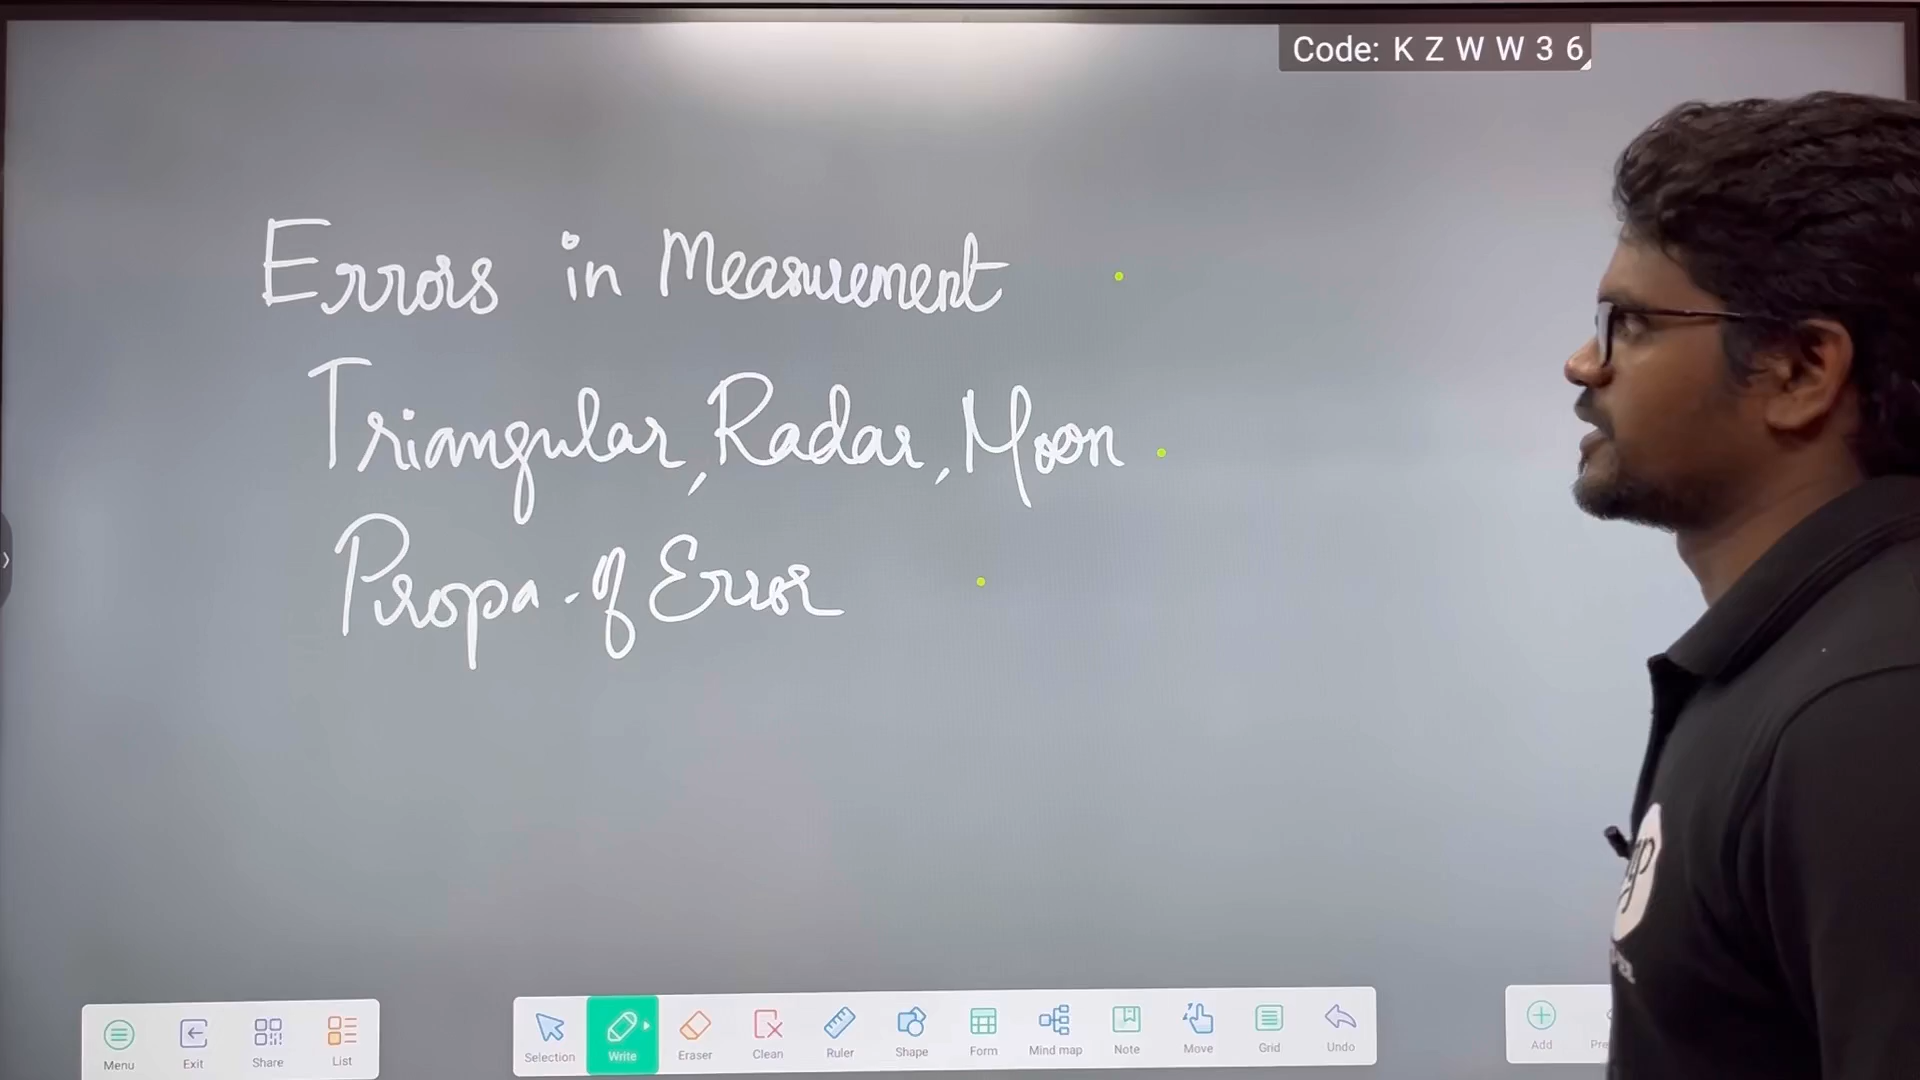 Code: K Z W W 3 6
Errors in Measurement
Triangular, Radar, Moon
Propa. of Error
Menu
Exit
Share
List
Selection
Write
Eraser
Clean
Ruler
Shape
Form
Mind map
Note
Move
Grid
Undo
Add